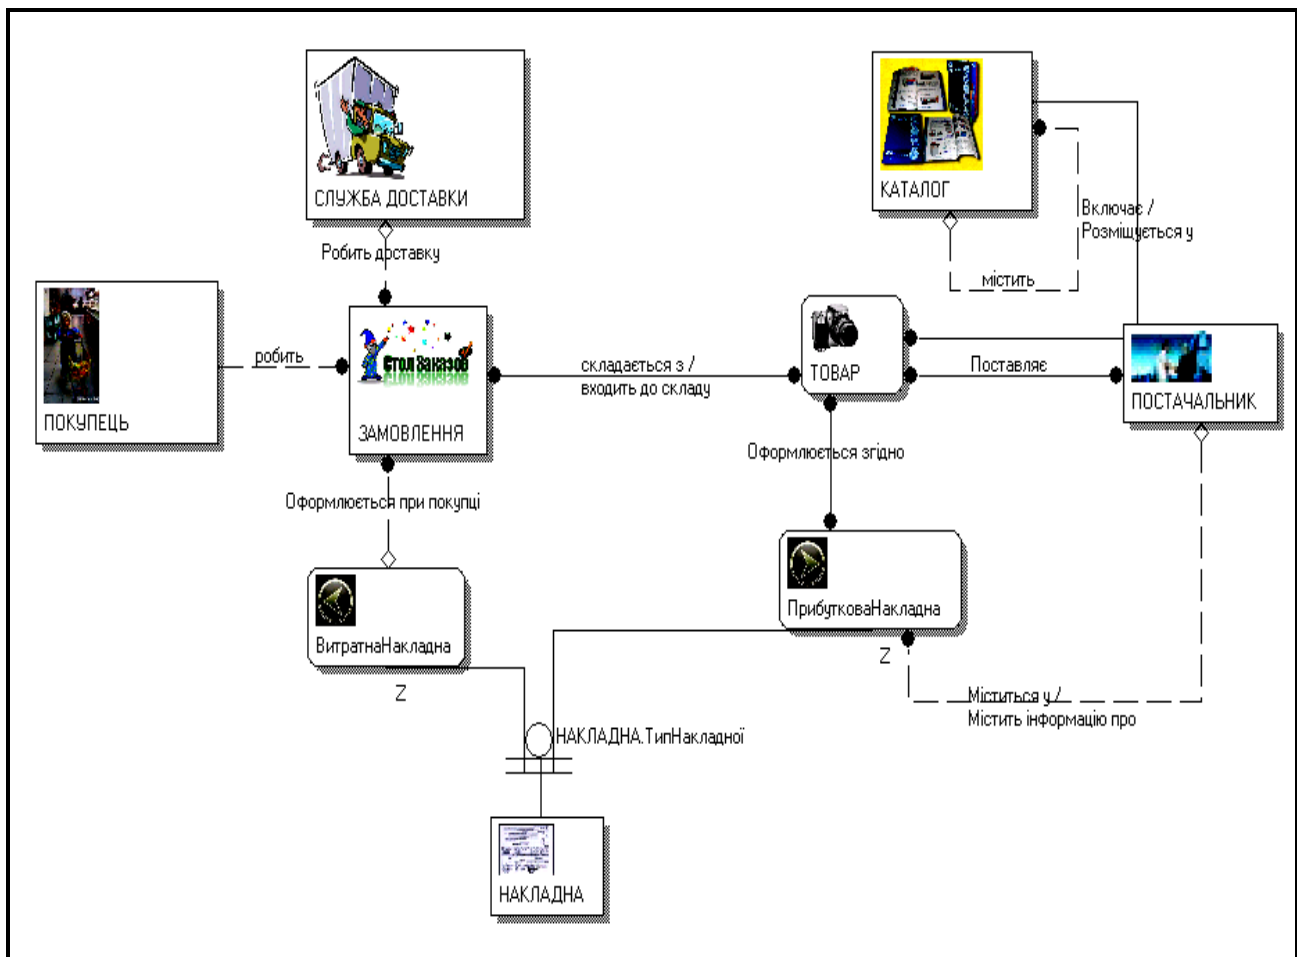 СЛУЖБА ДОСТАВКИ
КАТАЛОГ
Включає /
Розміщується у
Робить доставку
містить
робить
Стол Заказов
складається з /
входить до складу
ТОВАР
Поставляє
ПОСТАЧАЛЬНИК
ПОКУПЕЦЬ
ЗАМОВЛЕННЯ
Оформлюється згідно
Оформлюється при покупці
ПрибутковаНакладна
ВитратнаНакладна
Z
Z
Міститься у /
Містить інформацію про
НАКЛАДНА.ТипНакладної
НАКЛАДНА